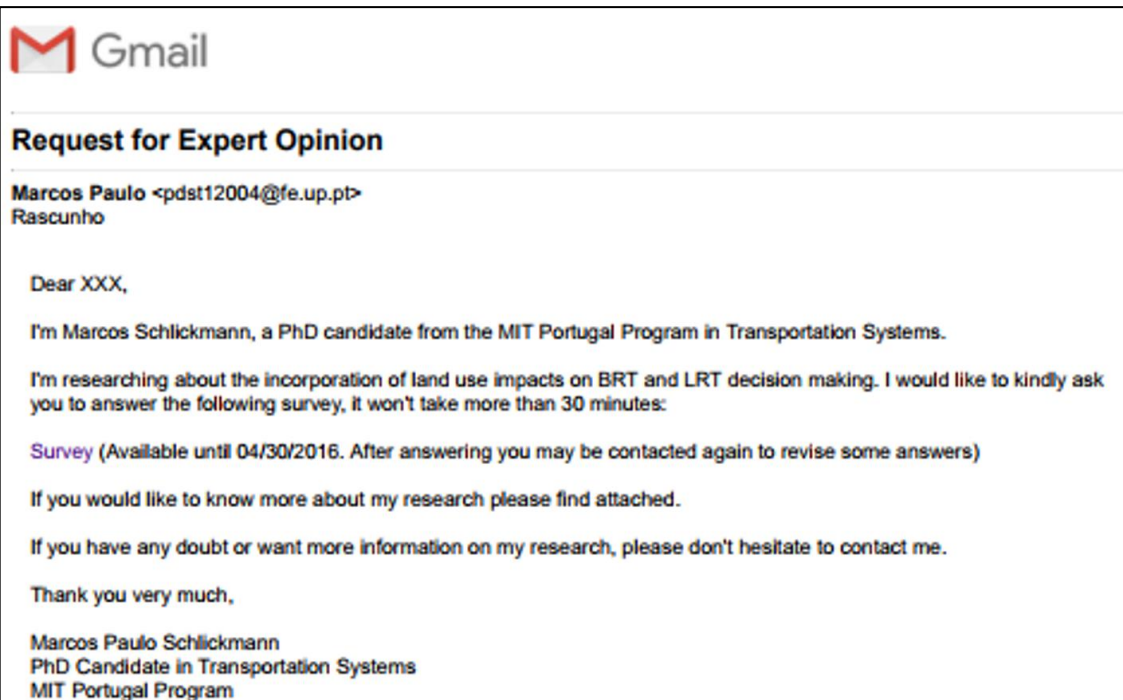 Gmail
Request for Expert Opinion
Marcos Paulo <pdst12004@fe.up.pt>
Rascunho
Dear XXX,
I'm Marcos Schlickmann, a PhD candidate from the MIT Portugal Program in Transportation Systems.
I'm researching about the incorporation of land use impacts on BRT and LRT decision making. I would like to kindly ask
you to answer the following survey, it won't take more than 30 minutes:
Survey (Available until 04/30/2016. After answering you may be contacted again to revise some answers)
If you would like to know more about my research please find attached.
If you have any doubt or want more information on my research, please don't hesitate to contact me.
Thank you very much,
Marcos Paulo Schlickmann
PhD Candidate in Transportation Systems
MIT Portugal Program